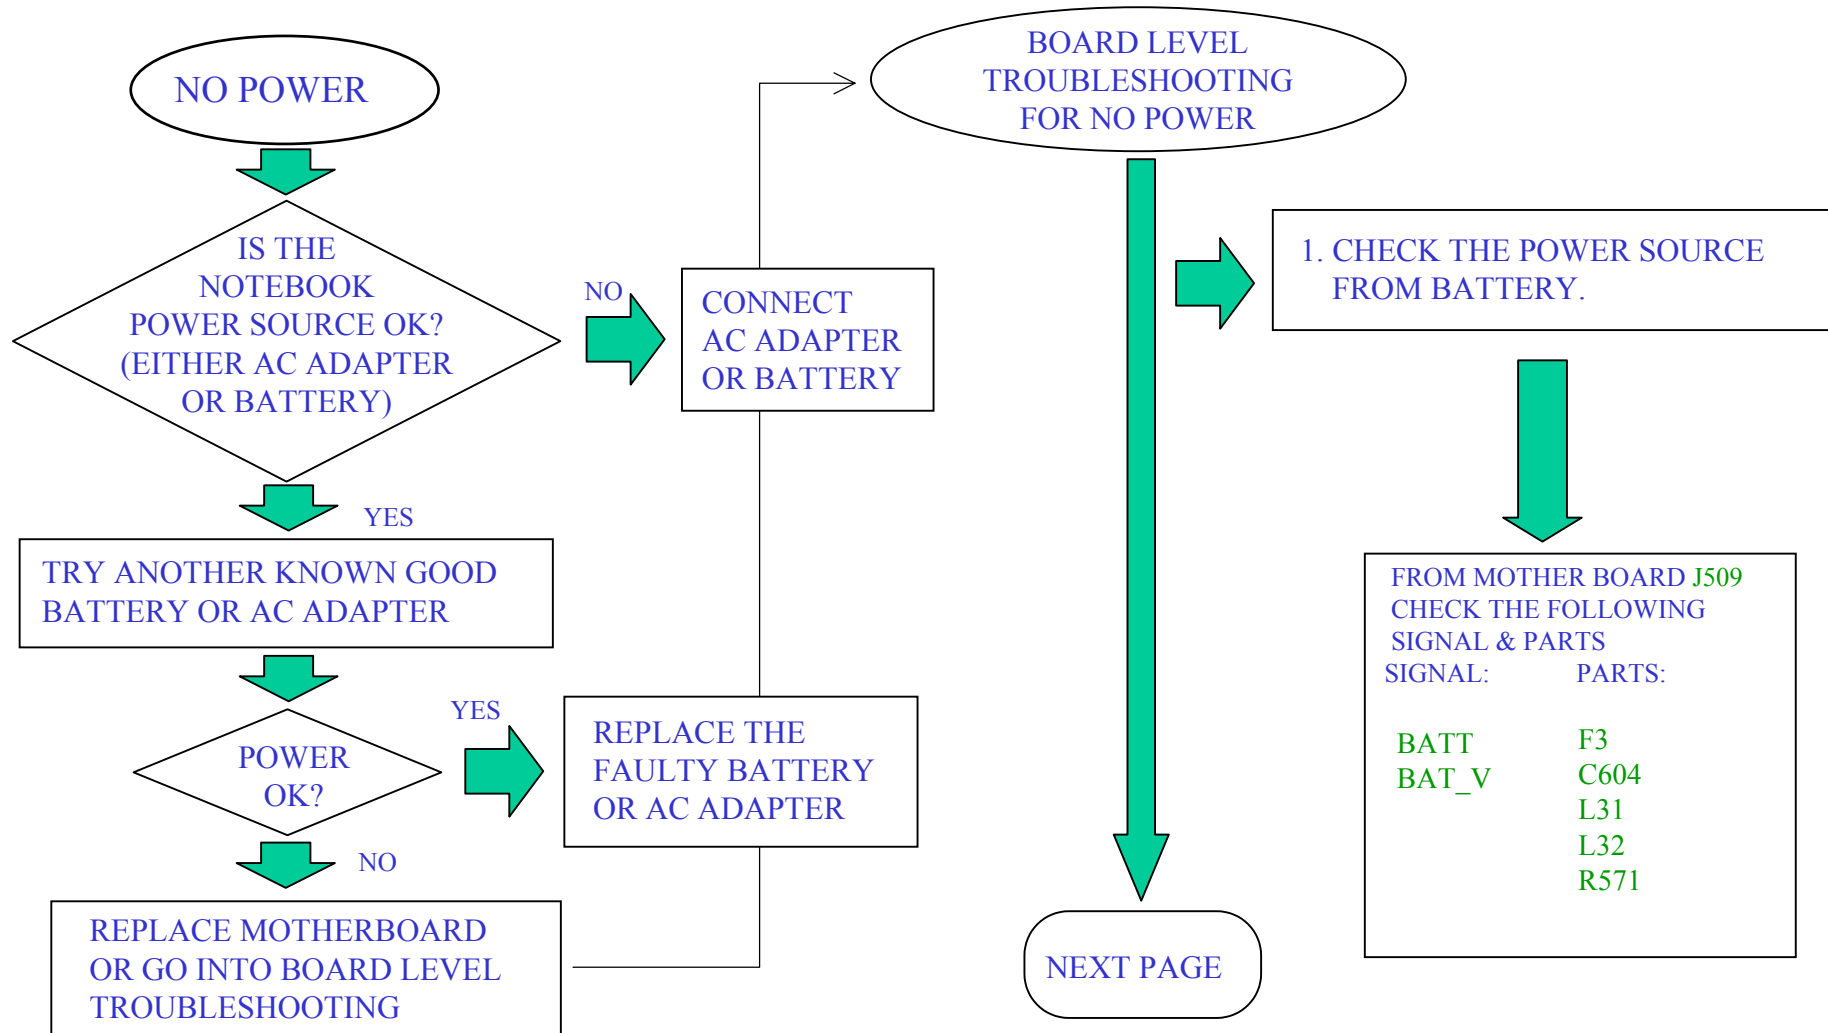 NO POWER
IS THE
NOTEBOOK
POWER SOURCE OK?
(EITHER AC ADAPTER
OR BATTERY)
NO
CONNECT
AC ADAPTER
OR BATTERY
YES
TRY ANOTHER KNOWN GOOD
BATTERY OR AC ADAPTER
POWER
OK?
YES
REPLACE THE
FAULTY BATTERY
OR AC ADAPTER
NO
REPLACE MOTHERBOARD
OR GO INTO BOARD LEVEL
TROUBLESHOOTING
BOARD LEVEL
TROUBLESHOOTING
FOR NO POWER
1. CHECK THE POWER SOURCE
FROM BATTERY.
FROM MOTHER BOARD J509
CHECK THE FOLLOWING
SIGNAL & PARTS
SIGNAL: PARTS:
BATT F3
BAT_V C604
L31
L32
R571
NEXT PAGE